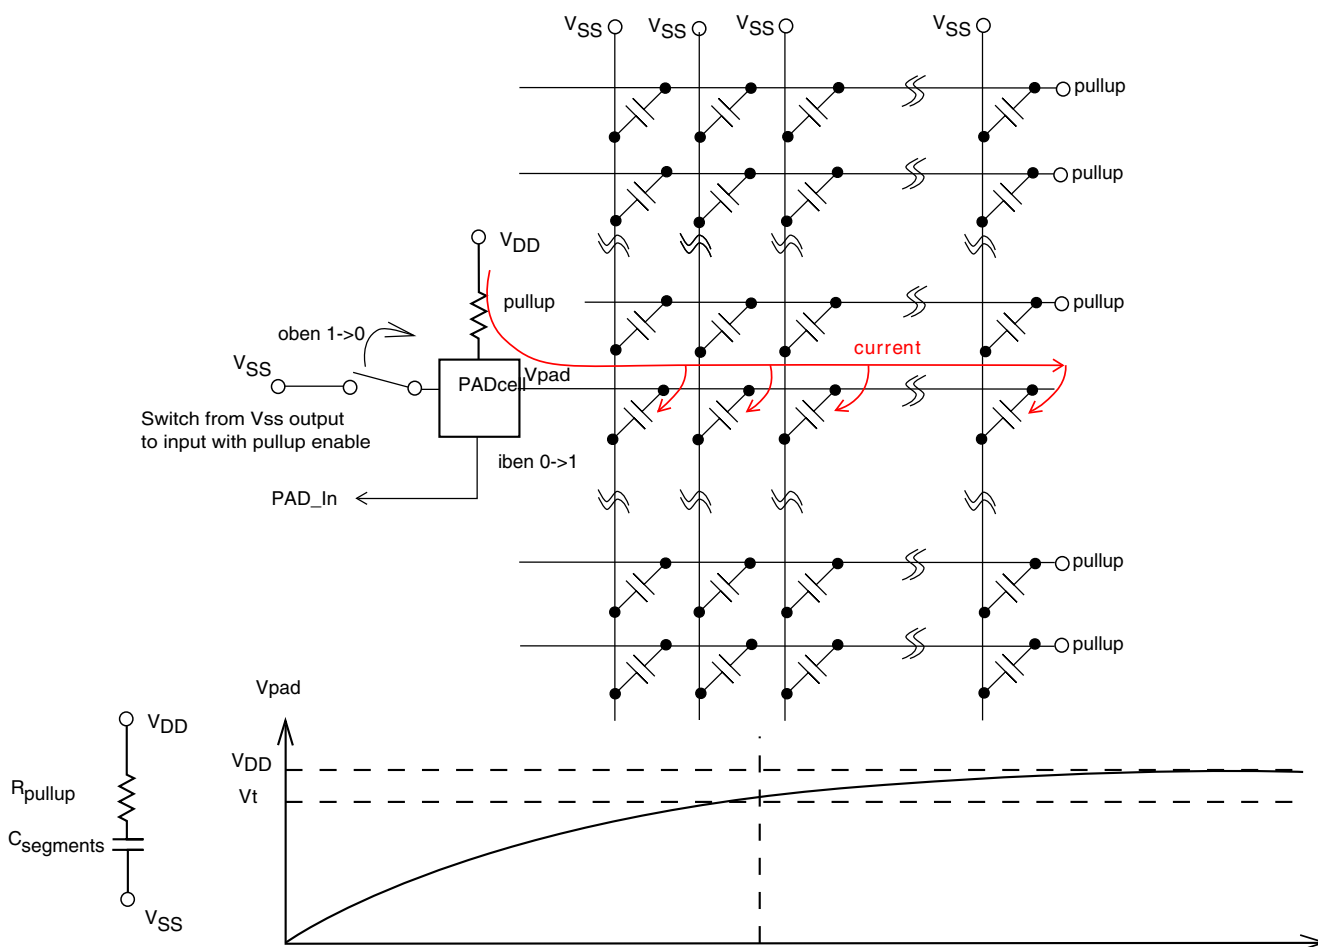 VSS VSS VSS VSS
pullup
pullup
VDD
pullup
pullup
oben 1->0
current
VSS
PADcell
Vpad
Switch from Vss output
to input with pullup enable
iben 0->1
PAD_In
pullup
pullup
Vpad
VDD
VDD
Rpullup
Vt
Csegments
VSS